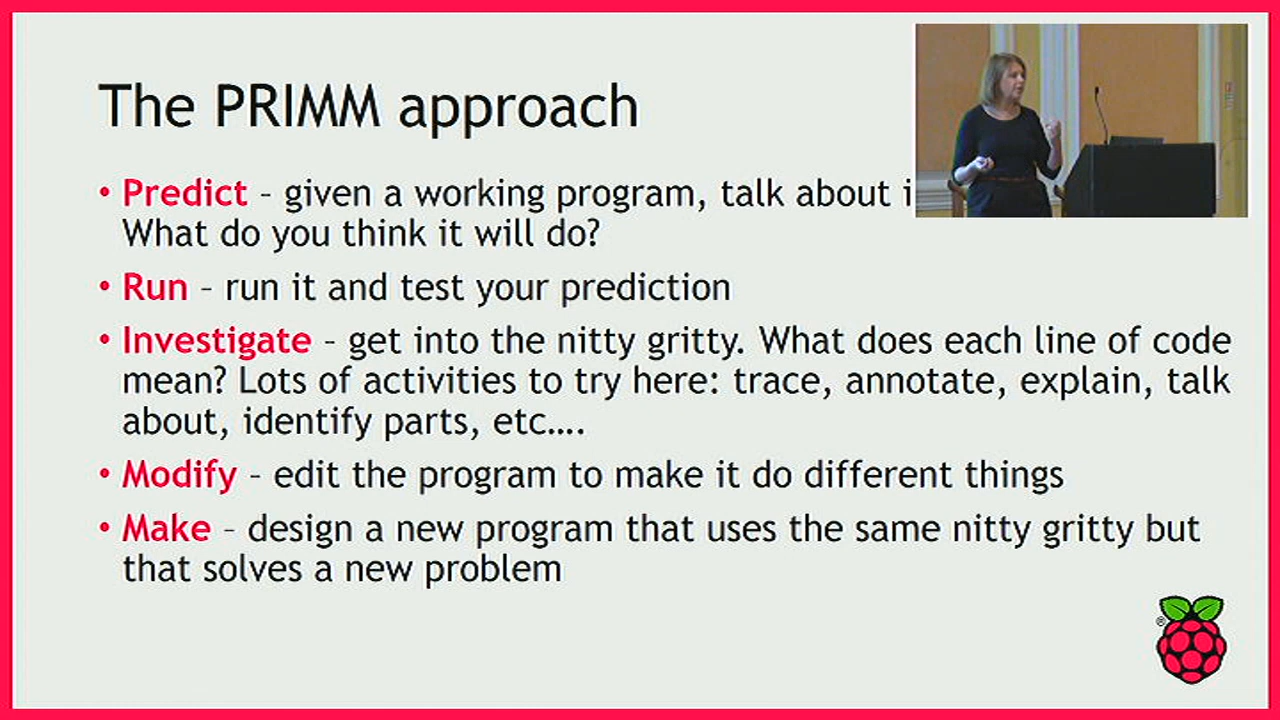 The PRIMM approach
• Predict – given a working program, talk about
What do you think it will do?
• Run – run it and test your prediction
• Investigate – get into the nitty gritty. What does each line of code
mean? Lots of activities to try here: trace, annotate, explain, talk
about, identify parts, etc….
• Modify – edit the program to make it do different things
• Make – design a new program that uses the same nitty gritty but
that solves a new problem
®